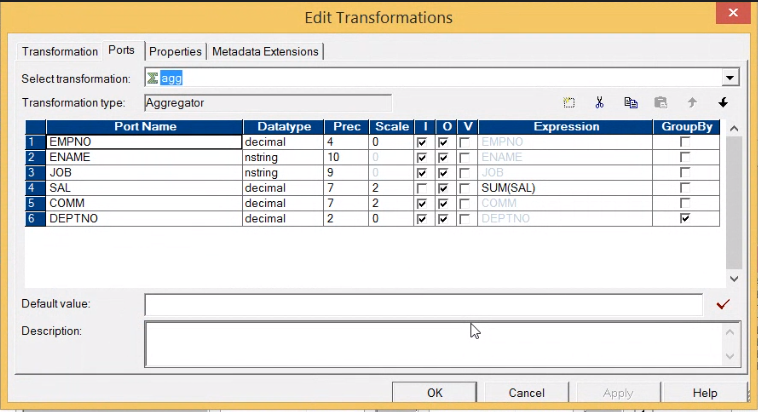 Edit Transformations
Transformation Ports Properties Metadata Extensions
Select transformation: agg
Transformation type: Aggregator
Port Name Datatype Prec Scale I O V Expression GroupBy
1 EMPNO decimal 4 0 EMPNO
2 ENAME nstring 10 0 ENAME
3 JOB nstring 9 0 JOB
4 SAL decimal 7 2 SUM(SAL)
5 COMM decimal 7 2 COMM
6 DEPTNO decimal 2 0 DEPTNO
Default value:
Description:
OK Cancel Apply Help